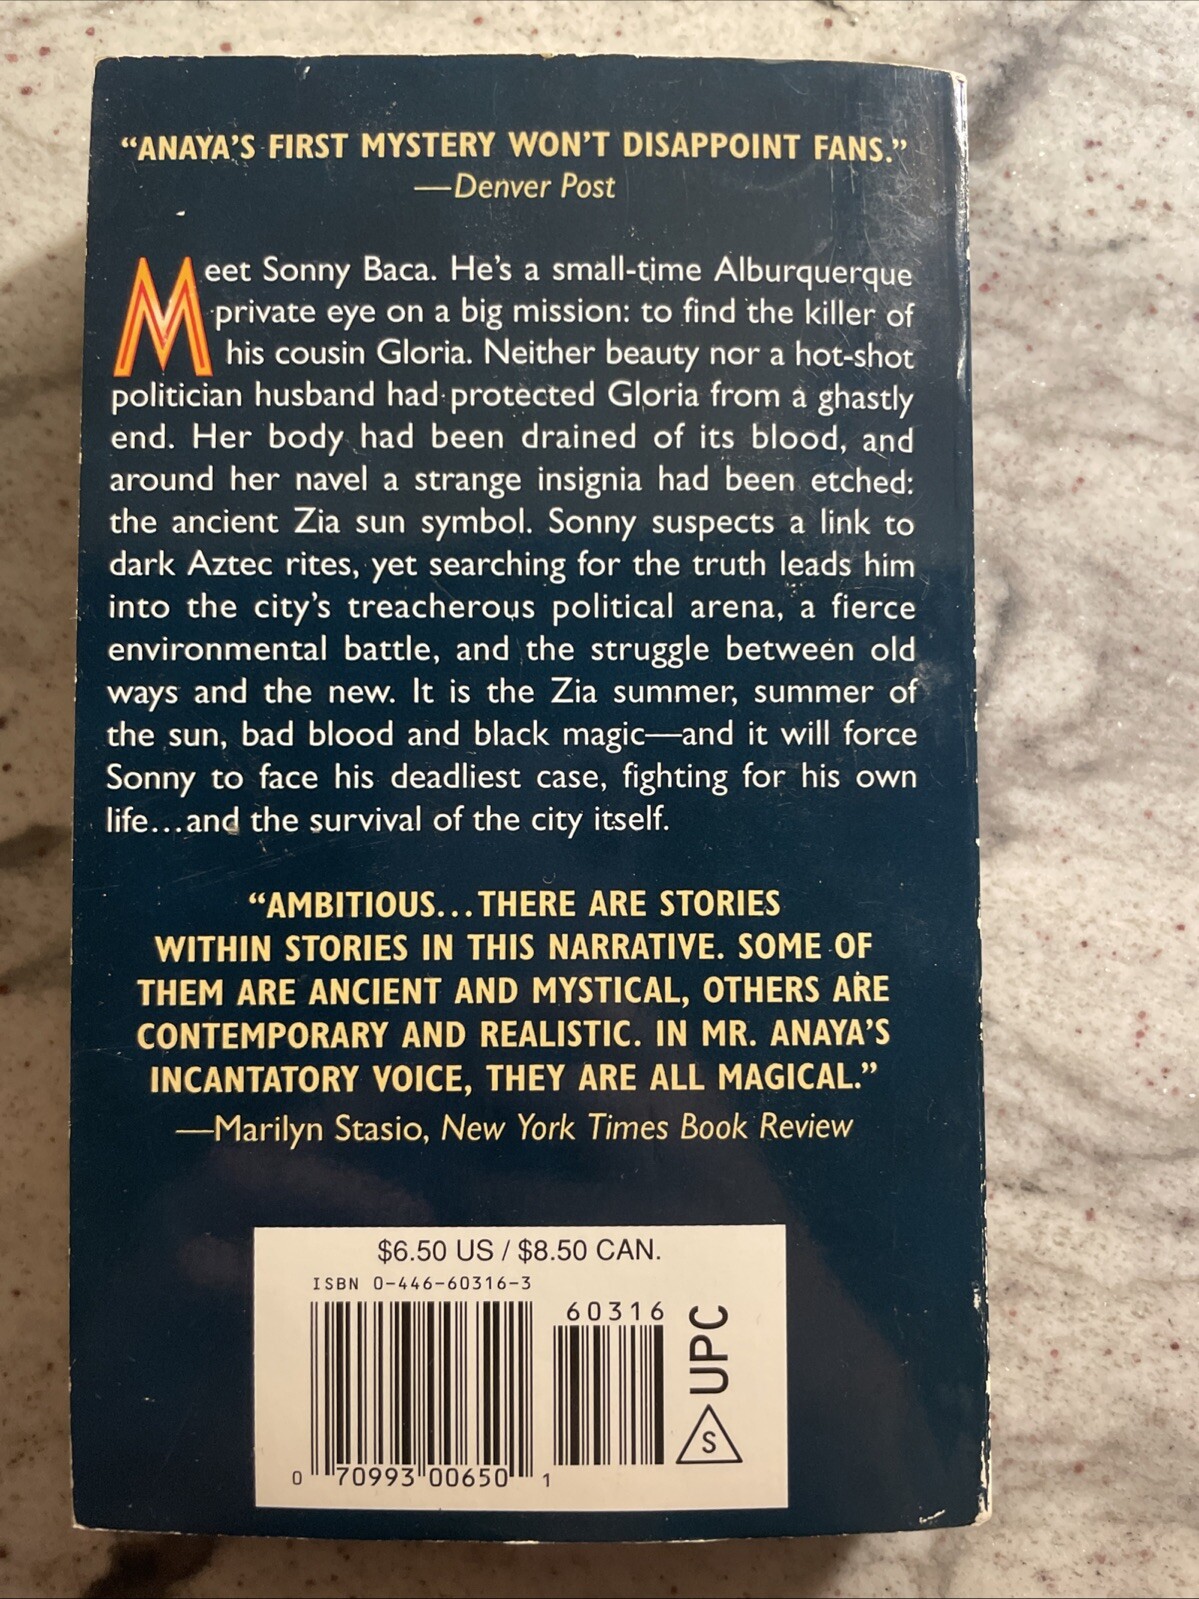 “ANAYA’S FIRST MYSTERY WON’T DISAPPOINT FANS.”
—Denver Post
Meet Sonny Baca. He’s a small-time Alburquerque
private eye on a big mission: to find the killer of
his cousin Gloria. Neither beauty nor a hot-shot
politician husband had protected Gloria from a ghastly
end. Her body had been drained of its blood, and
around her navel a strange insignia had been etched:
the ancient Zia sun symbol. Sonny suspects a link to
dark Aztec rites, yet searching for the truth leads him
into the city’s treacherous political arena, a fierce
environmental battle, and the struggle between old
ways and the new. It is the Zia summer, summer of
the sun, bad blood and black magic—and it will force
Sonny to face his deadliest case, fighting for his own
life...and the survival of the city itself.
“AMBITIOUS...THERE ARE STORIES
WITHIN STORIES IN THIS NARRATIVE. SOME OF
THEM ARE ANCIENT AND MYSTICAL, OTHERS ARE
CONTEMPORARY AND REALISTIC. IN MR. ANAYA’S
INCANTATORY VOICE, THEY ARE ALL MAGICAL.”
—Marilyn Stasio, New York Times Book Review
$6.50 US / $8.50 CAN.
ISBN 0-446-60316-3
60316
UPC
S
0 70993 00650 1